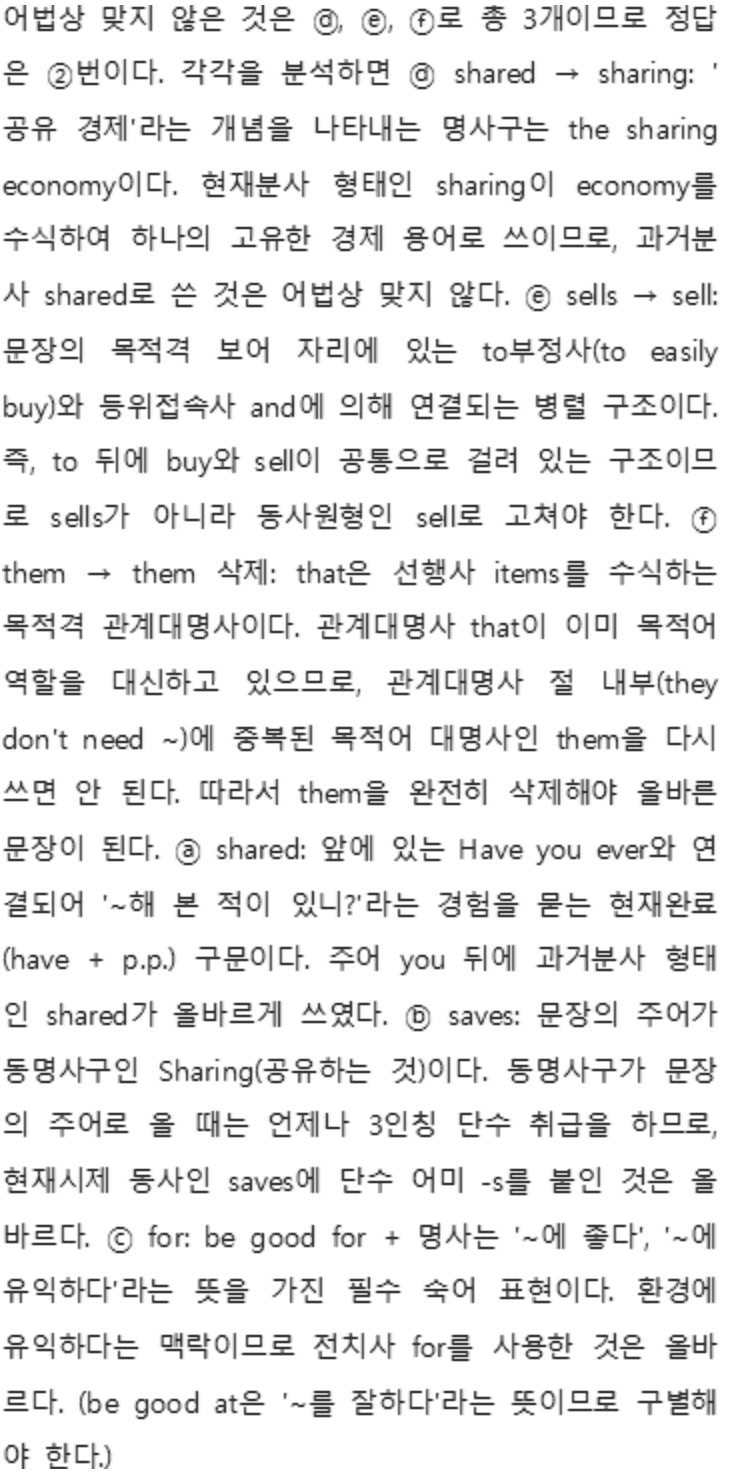 어법상 맞지 않은 것은 ⓓ, ⓔ, ⓕ로 총 3개이므로 정답
은 ②번이다. 각각을 분석하면 ⓓ shared → sharing: '
공유 경제'라는 개념을 나타내는 명사구는 the sharing
economy이다. 현재분사 형태인 sharing이 economy를
수식하여 하나의 고유한 경제 용어로 쓰이므로, 과거분
사 shared로 쓴 것은 어법상 맞지 않다. ⓔ sells → sell:
문장의 목적격 보어 자리에 있는 to부정사(to easily
buy)와 등위접속사 and에 의해 연결되는 병렬 구조이다.
즉, to 뒤에 buy와 sell이 공통으로 걸려 있는 구조이므
로 sells가 아니라 동사원형인 sell로 고쳐야 한다. ⓕ
them → them 삭제: that은 선행사 items를 수식하는
목적격 관계대명사이다. 관계대명사 that이 이미 목적어
역할을 대신하고 있으므로, 관계대명사 절 내부(they
don't need ~)에 중복된 목적어 대명사인 them을 다시
쓰면 안 된다. 따라서 them을 완전히 삭제해야 올바른
문장이 된다. ⓐ shared: 앞에 있는 Have you ever와 연
결되어 '~해 본 적이 있니?'라는 경험을 묻는 현재완료
(have + p.p.) 구문이다. 주어 you 뒤에 과거분사 형태
인 shared가 올바르게 쓰였다. ⓑ saves: 문장의 주어가
동명사구인 Sharing(공유하는 것)이다. 동명사구가 문장
의 주어로 올 때는 언제나 3인칭 단수 취급을 하므로,
현재시제 동사인 saves에 단수 어미 -s를 붙인 것은 올
바르다. ⓒ for: be good for + 명사는 '~에 좋다', '~에
유익하다'라는 뜻을 가진 필수 숙어 표현이다. 환경에
유익하다는 맥락이므로 전치사 for를 사용한 것은 올바
르다. (be good at은 '~를 잘하다'라는 뜻이므로 구별해
야 한다.)